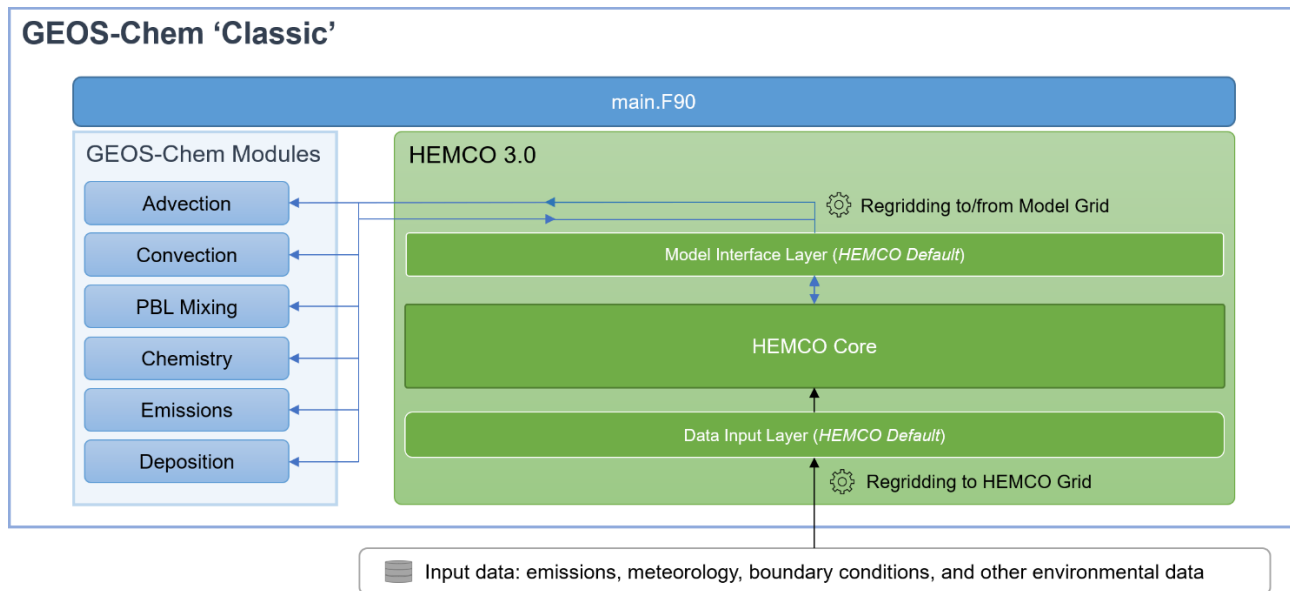 GEOS-Chem ‘Classic’
main.F90
GEOS-Chem Modules
Advection
Convection
PBL Mixing
Chemistry
Emissions
Deposition
HEMCO 3.0
Regridding to/from Model Grid
Model Interface Layer (HEMCO Default)
HEMCO Core
Data Input Layer (HEMCO Default)
Regridding to HEMCO Grid
Input data: emissions, meteorology, boundary conditions, and other environmental data